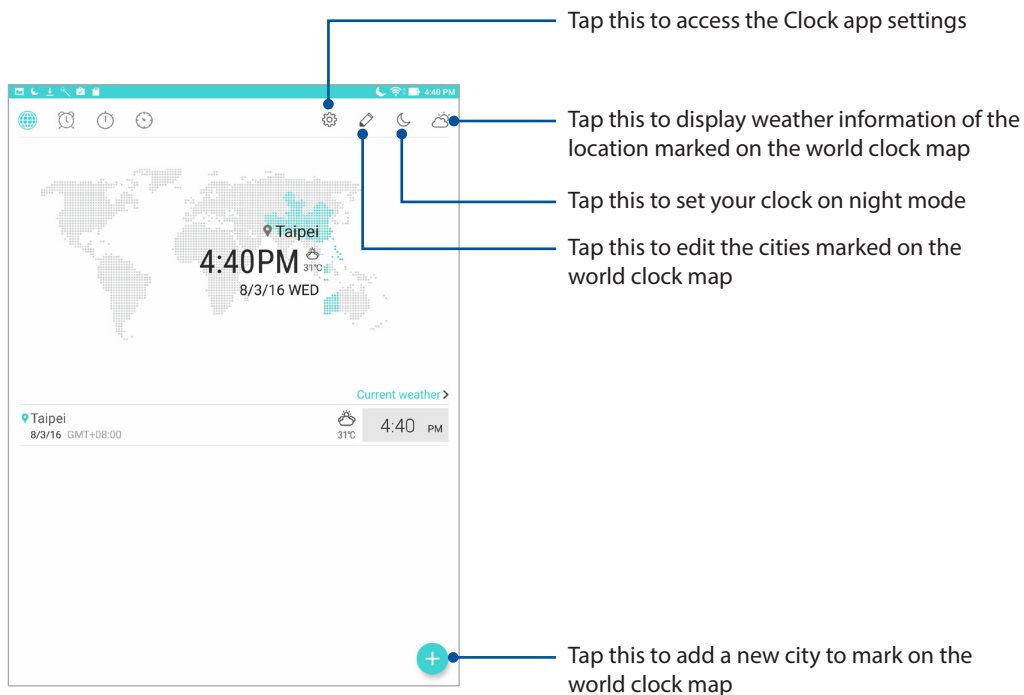 Tap this to access the Clock app settings
4:40 PM
Tap this to display weather information of the
location marked on the world clock map
Tap this to set your clock on night mode
Tap this to edit the cities marked on the
world clock map
Taipei
4:40PM
31°C
8/3/16 WED
Current weather
Taipei
8/3/16 GMT+08:00
31°C
4:40 PM
Tap this to add a new city to mark on the
world clock map